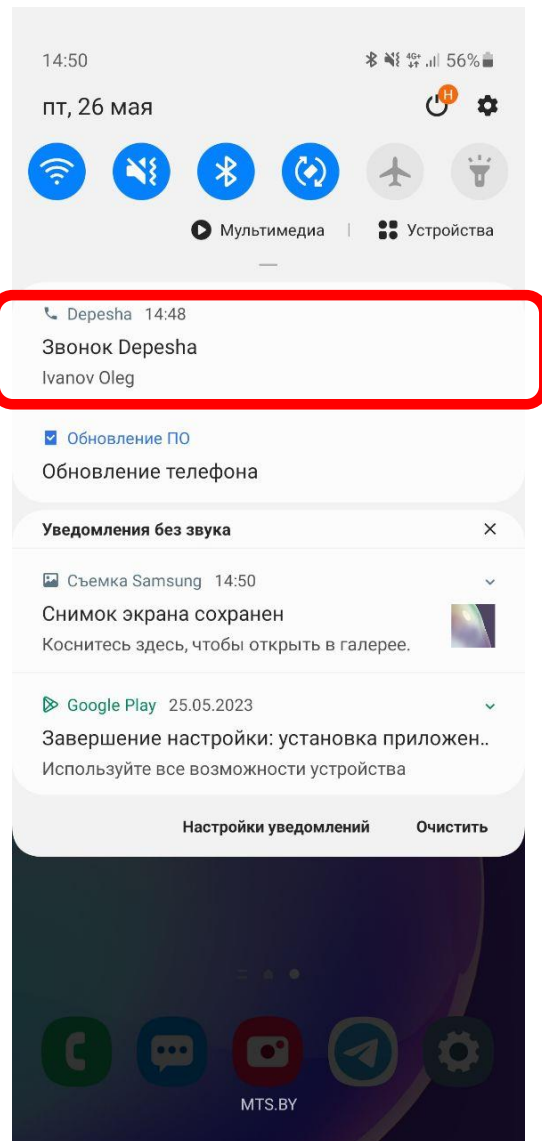 14:50
4G+ 56%
пт, 26 мая
Н
Мультимедиа | Устройства
Depesha 14:48
Звонок Depesha
Ivanov Oleg
Обновление ПО
Обновление телефона
Уведомления без звука
Съемка Samsung 14:50
Снимок экрана сохранен
Коснитесь здесь, чтобы открыть в галерее.
Google Play 25.05.2023
Завершение настройки: установка приложен..
Используйте все возможности устройства
Настройки уведомлений Очистить
MTS.BY